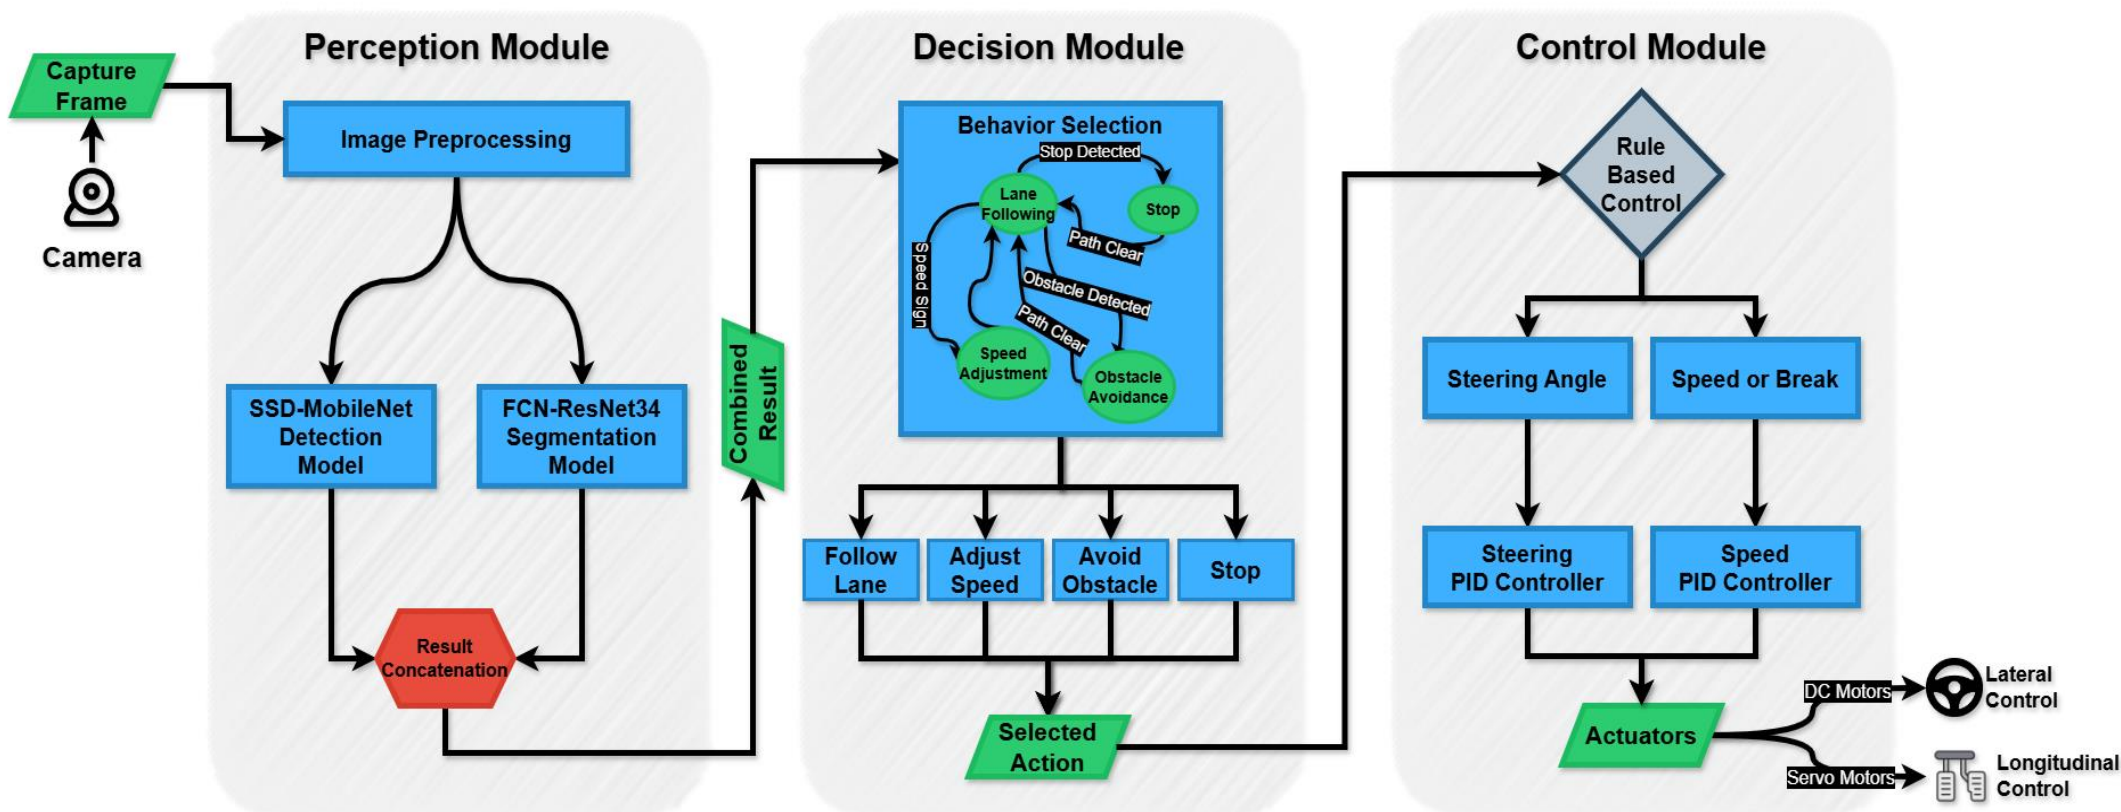 Capture
Frame
Camera
Perception Module
Image Preprocessing
SSD-MobileNet
Detection
Model
FCN-ResNet34
Segmentation
Model
Result
Concatenation
Combined
Result
Decision Module
Behavior Selection
Stop Detected
Lane
Following
Stop
Path Clear
Speed Sign
Obstacle Detected
Path Clear
Speed
Adjustment
Obstacle
Avoidance
Follow
Lane
Adjust
Speed
Avoid
Obstacle
Stop
Selected
Action
Control Module
Rule
Based
Control
Steering Angle
Speed or Break
Steering
PID Controller
Speed
PID Controller
Actuators
DC Motors
Lateral
Control
Servo Motors
Longitudinal
Control